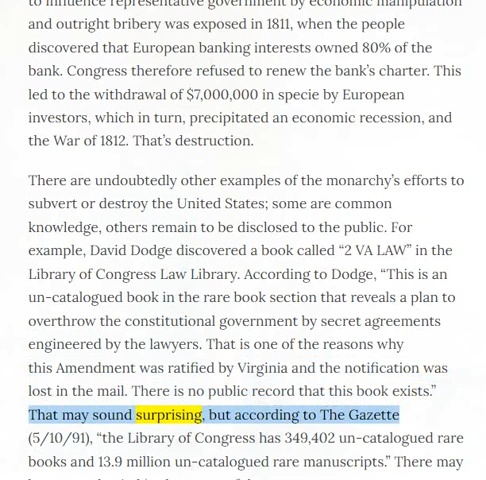 to influence representative government by economic manipulation
and outright bribery was exposed in 1811, when the people
discovered that European banking interests owned 80% of the
bank. Congress therefore refused to renew the bank’s charter. This
led to the withdrawal of $7,000,000 in specie by European
investors, which in turn, precipitated an economic recession, and
the War of 1812. That’s destruction.
There are undoubtedly other examples of the monarchy’s efforts to
subvert or destroy the United States; some are common
knowledge, others remain to be disclosed to the public. For
example, David Dodge discovered a book called “2 VA LAW” in the
Library of Congress Law Library. According to Dodge, “This is an
un-catalogued book in the rare book section that reveals a plan to
overthrow the constitutional government by secret agreements
engineered by the lawyers. That is one of the reasons why
this Amendment was ratified by Virginia and the notification was
lost in the mail. There is no public record that this book exists.”
That may sound surprising, but according to The Gazette
(5/10/91), “the Library of Congress has 349,402 un-catalogued rare
books and 13.9 million un-catalogued rare manuscripts.” There may